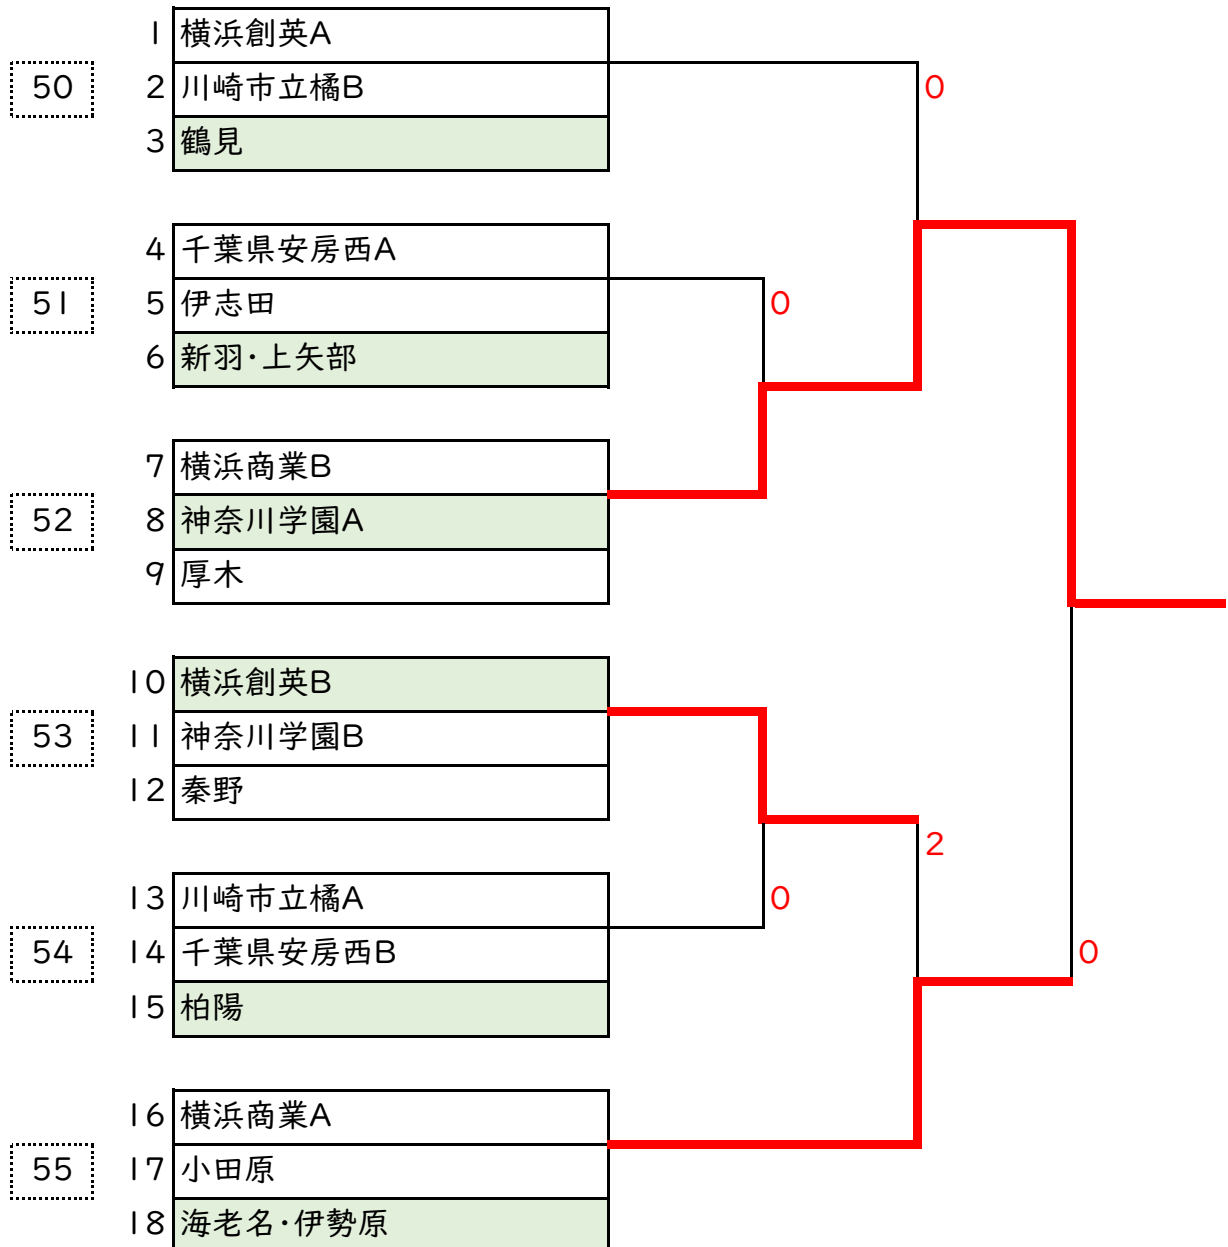 1 横浜創英A
50 2 川崎市立橘B 0
3 鶴見
4 千葉県安房西A
51 5 伊志田 0
6 新羽・上矢部
7 横浜商業B
52 8 神奈川学園A
9 厚木
10 横浜創英B
53 11 神奈川学園B
12 秦野
2
13 川崎市立橘A 0
54 14 千葉県安房西B 0
15 柏陽
16 横浜商業A
55 17 小田原
18 海老名・伊勢原